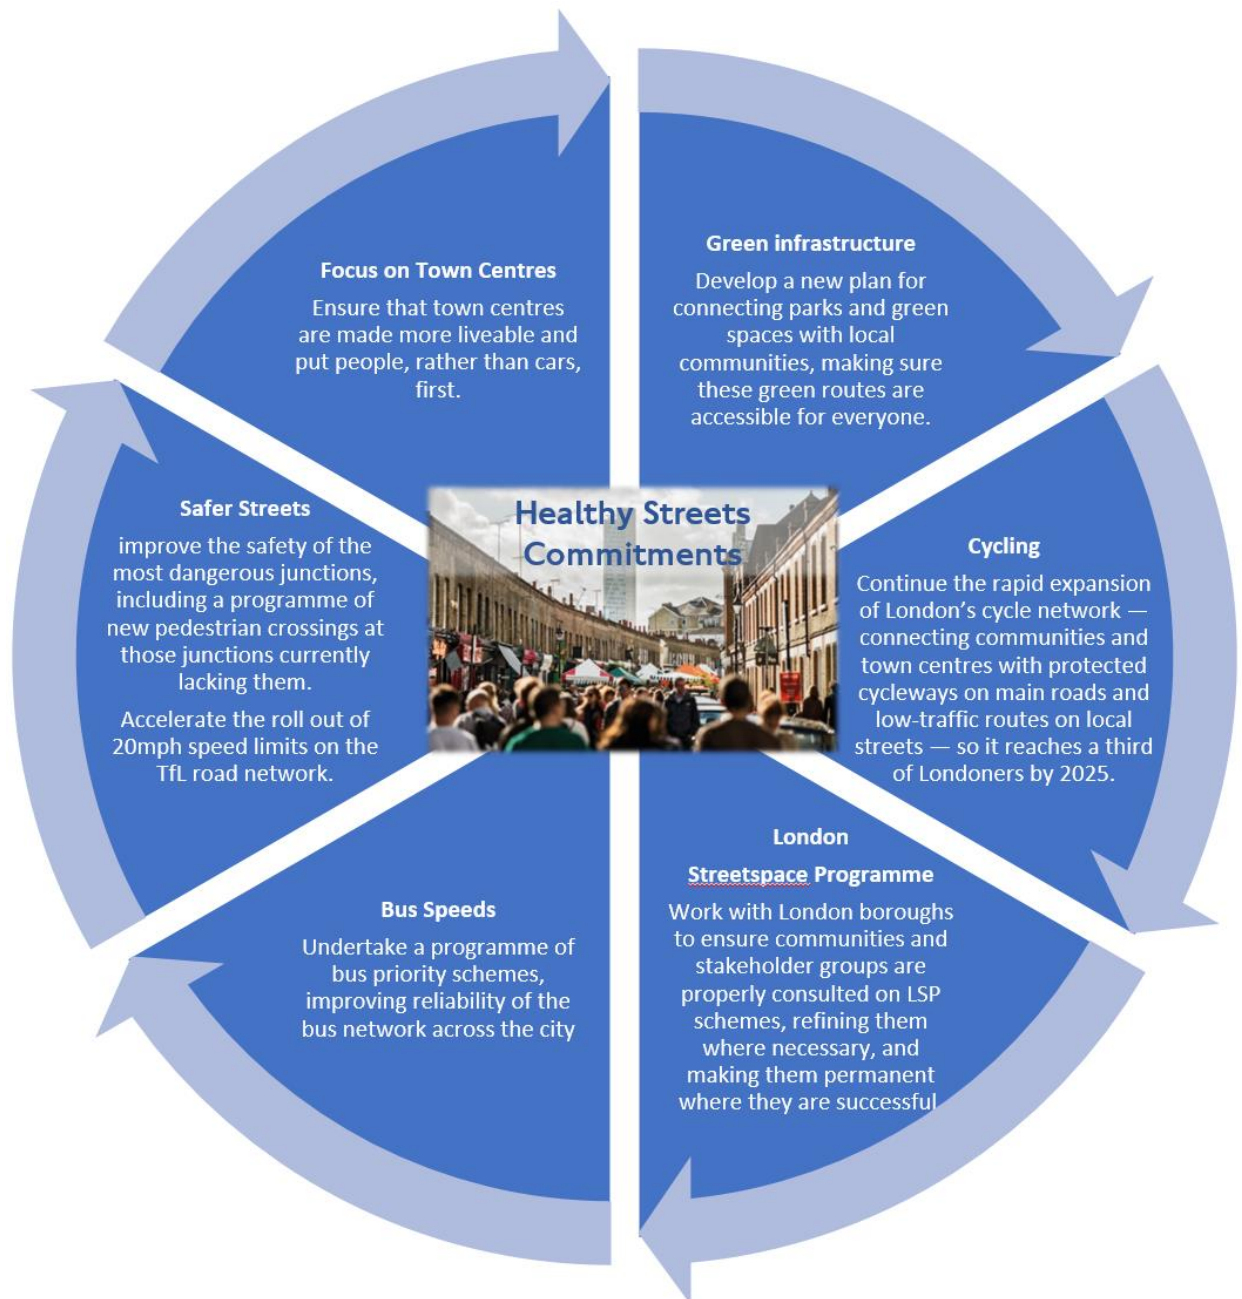 Healthy Streets
Commitments
Green infrastructure
Develop a new plan for
connecting parks and green
spaces with local
communities, making sure
these green routes are
accessible for everyone.
Cycling
Continue the rapid expansion
of London’s cycle network —
connecting communities and
town centres with protected
cycleways on main roads and
low-traffic routes on local
streets — so it reaches a third
of Londoners by 2025.
London
Streetspace Programme
Work with London boroughs
to ensure communities and
stakeholder groups are
properly consulted on LSP
schemes, refining them
where necessary, and
making them permanent
where they are successful
Bus Speeds
Undertake a programme of
bus priority schemes,
improving reliability of the
bus network across the city
Safer Streets
improve the safety of the
most dangerous junctions,
including a programme of
new pedestrian crossings at
those junctions currently
lacking them.
Accelerate the roll out of
20mph speed limits on the
TfL road network.
Focus on Town Centres
Ensure that town centres
are made more liveable and
put people, rather than cars,
first.